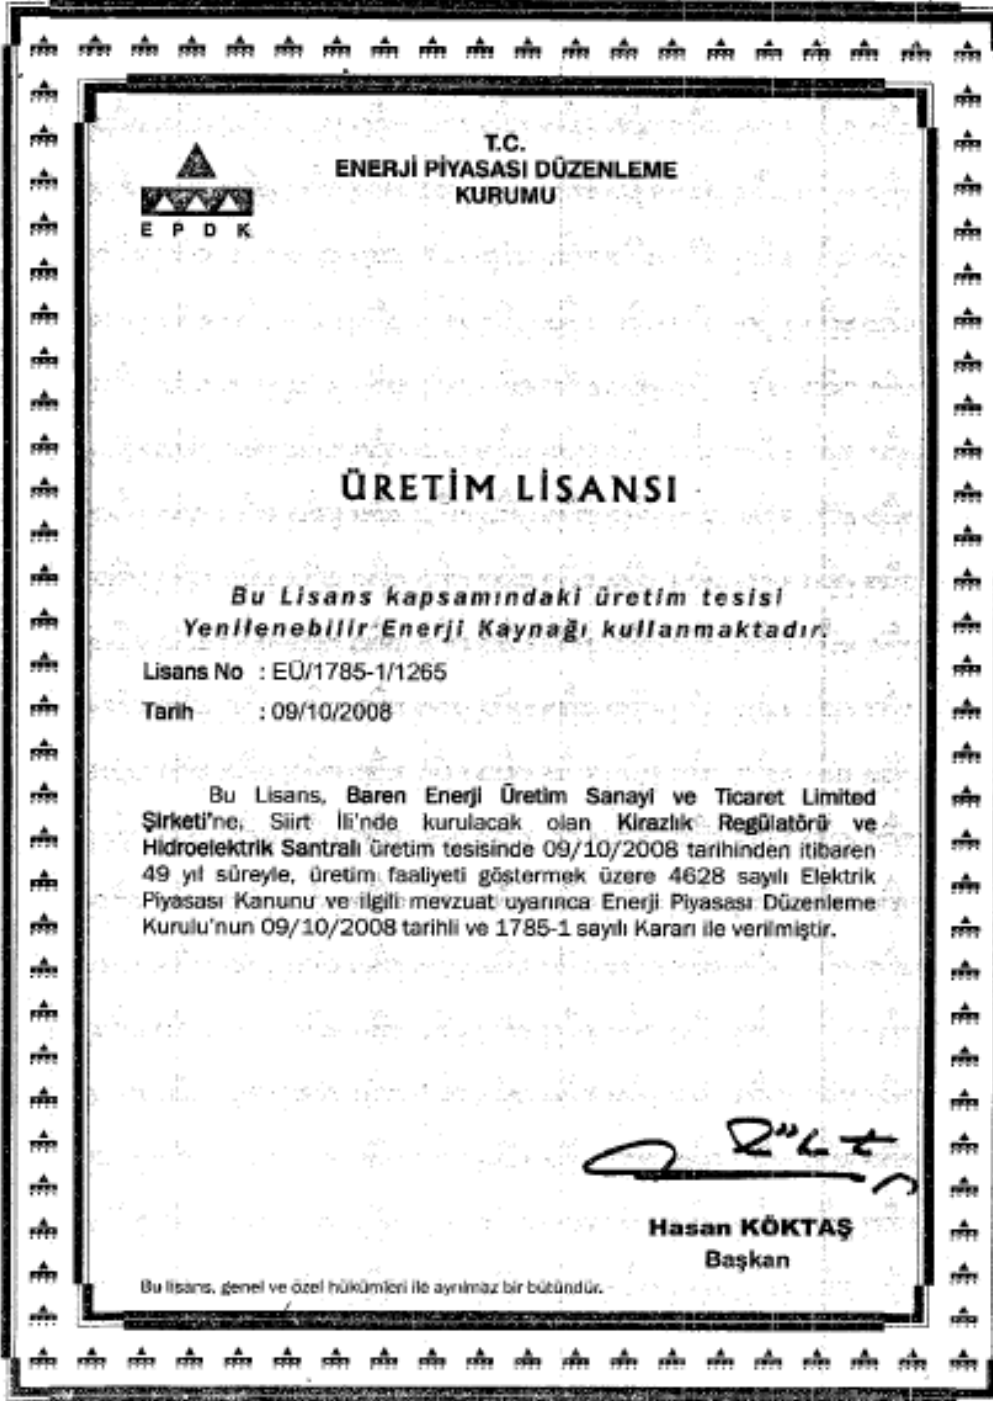 T.C.
ENERJİ PİYASASI DÜZENLEME
KURUMU
E P D K
ÜRETİM LİSANSI
Bu Lisans kapsamındaki üretim tesisi
Yenilenebilir Enerji Kaynağı kullanmaktadır.
Lisans No : EÜ/1785-1/1265
Tarih : 09/10/2008
Bu Lisans, Baren Enerji Üretim Sanayi ve Ticaret Limited
Şirketi'ne, Siirt İli'nde kurulacak olan Kirazlık Regülatörü ve
Hidroelektrik Santralı üretim tesisinde 09/10/2008 tarihinden itibaren
49 yıl süreyle, üretim faaliyeti göstermek üzere 4628 sayılı Elektrik
Piyasası Kanunu ve ilgili mevzuat uyarınca Enerji Piyasası Düzenleme
Kurulu'nun 09/10/2008 tarihli ve 1785-1 sayılı Kararı ile verilmiştir.
Hasan KÖKTAŞ
Başkan
Bu lisans, genel ve özel hükümleri ile ayrılmaz bir bütündür.